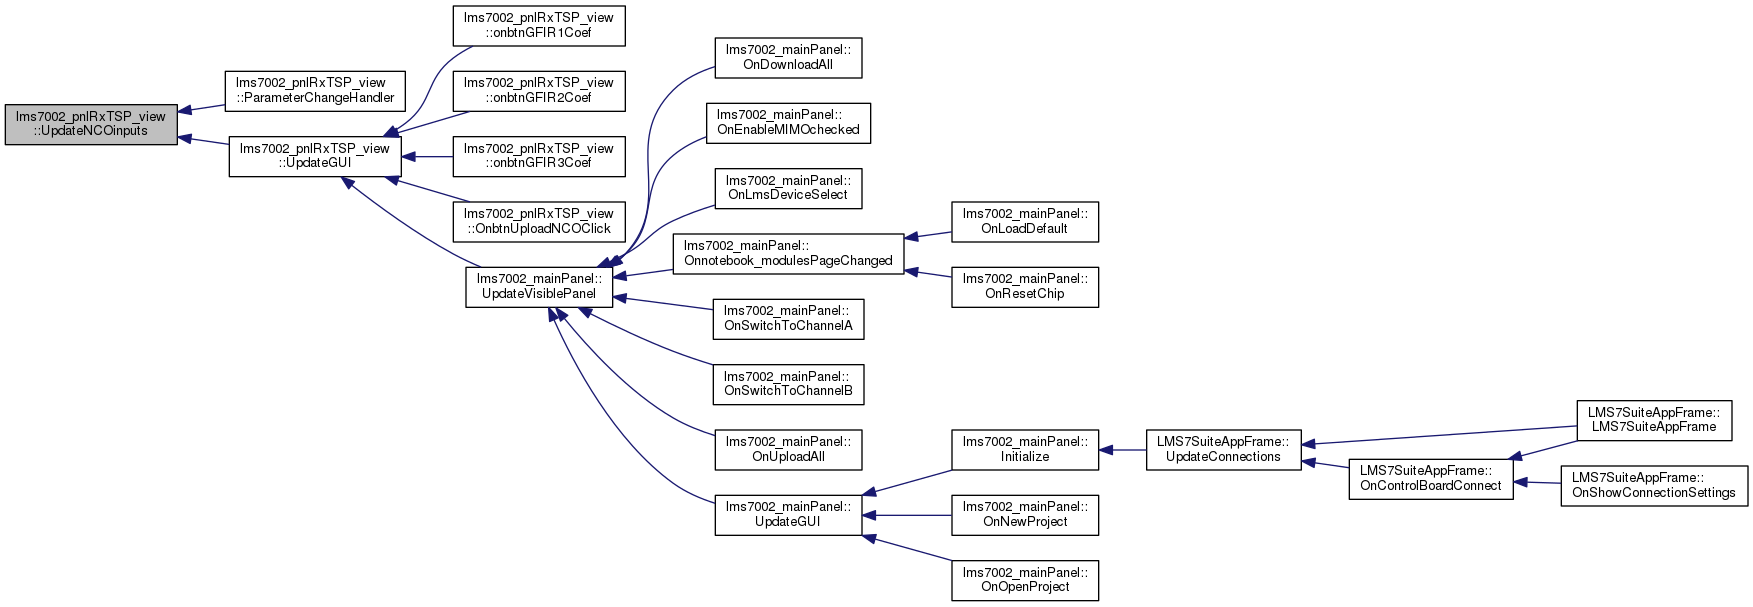 lms7002_pnlRxTSP_view
::UpdateNCOinputs
lms7002_pnlRxTSP_view
::ParameterChangeHandler
lms7002_pnlRxTSP_view
::UpdateGUI
lms7002_pnlRxTSP_view
::onbtnGFIR1Coef
lms7002_pnlRxTSP_view
::onbtnGFIR2Coef
lms7002_pnlRxTSP_view
::onbtnGFIR3Coef
lms7002_pnlRxTSP_view
::OnbtnUploadNCOClick
lms7002_mainPanel::
UpdateVisiblePanel
lms7002_mainPanel::
OnDownloadAll
lms7002_mainPanel::
OnEnableMIMOchecked
lms7002_mainPanel::
OnLmsDeviceSelect
lms7002_mainPanel::
Onnotebook_modulesPageChanged
lms7002_mainPanel::
OnLoadDefault
lms7002_mainPanel::
OnResetChip
lms7002_mainPanel::
OnSwitchToChannelA
lms7002_mainPanel::
OnSwitchToChannelB
lms7002_mainPanel::
OnUploadAll
lms7002_mainPanel::
UpdateGUI
lms7002_mainPanel::
Initialize
lms7002_mainPanel::
OnNewProject
lms7002_mainPanel::
OnOpenProject
LMS7SuiteAppFrame::
UpdateConnections
LMS7SuiteAppFrame::
LMS7SuiteAppFrame
LMS7SuiteAppFrame::
OnControlBoardConnect
LMS7SuiteAppFrame::
OnShowConnectionSettings